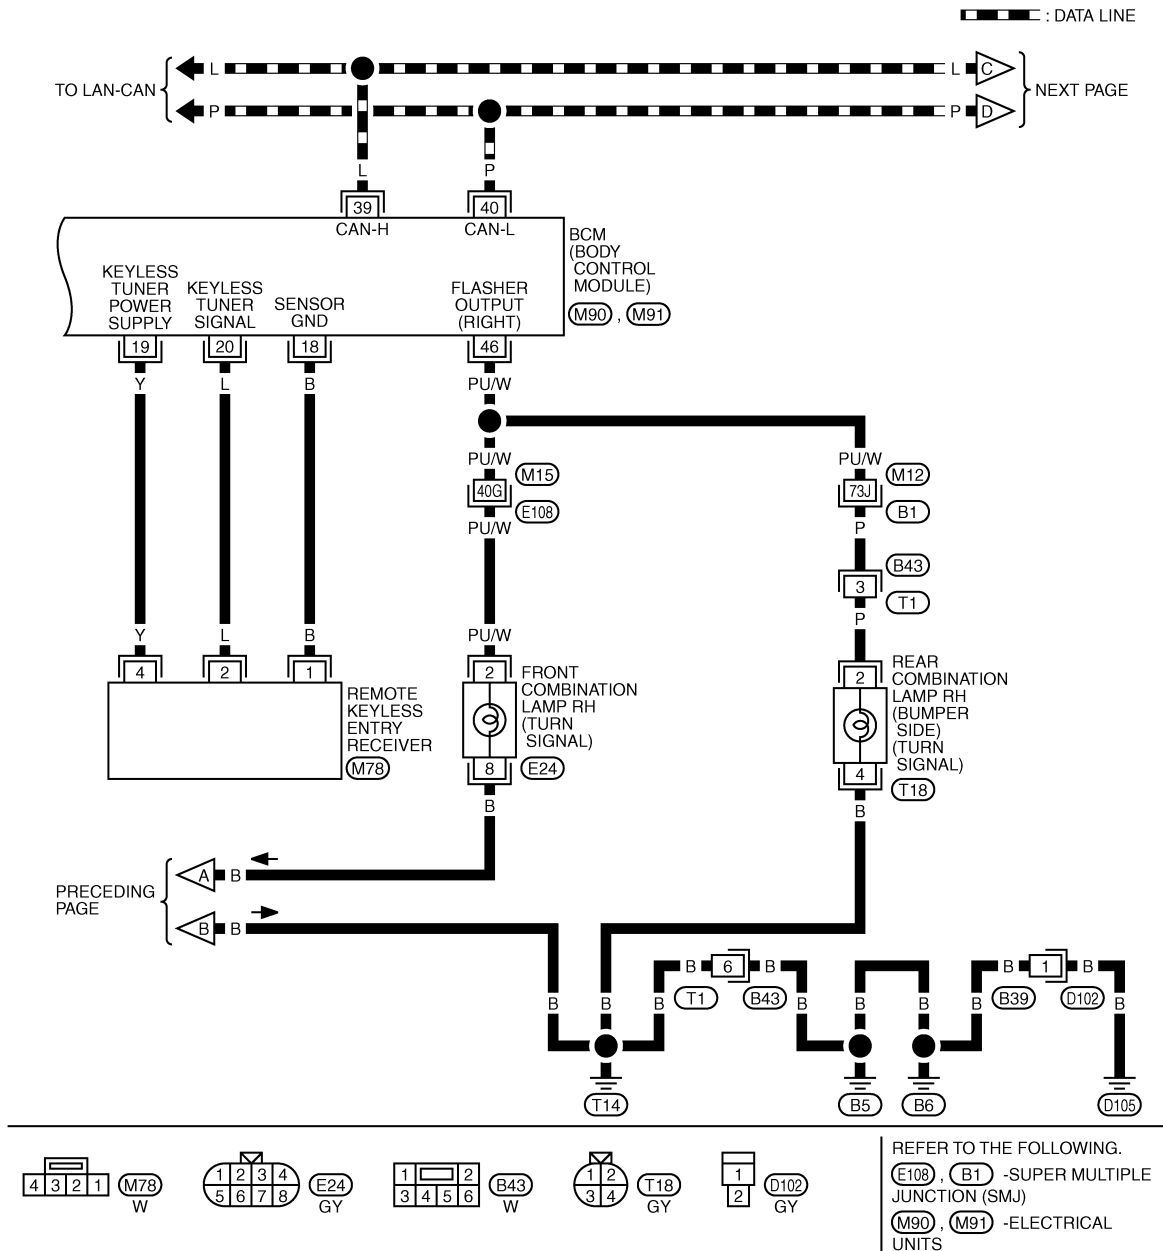 : DATA LINE
TO LAN-CAN
L
L
C
P
P
D
NEXT PAGE
L
P
39
40
CAN-H
CAN-L
BCM
(BODY
CONTROL
MODULE)
M90 , M91
KEYLESS
TUNER
POWER
SUPPLY
KEYLESS
TUNER
SIGNAL
SENSOR
GND
FLASHER
OUTPUT
(RIGHT)
19
20
18
46
Y
L
B
PU/W
PU/W
M15
40G
E108
PU/W
PU/W
M12
73J
B1
P
B43
3
T1
P
Y
L
B
PU/W
4
2
1
REMOTE
KEYLESS
ENTRY
RECEIVER
M78
2
FRONT
COMBINATION
LAMP RH
(TURN
SIGNAL)
8
E24
B
2
REAR
COMBINATION
LAMP RH
(BUMPER
SIDE)
(TURN
SIGNAL)
4
T18
B
PRECEDING
PAGE
A
B
B
B
B
6
B
T1
B43
B
1
B
B39
D102
B
B
B
B
B
B
B
B
T14
B5
B6
D105
4 3 2 1
M78
W
1 2 3 4
5 6 7 8
E24
GY
1 2
3 4 5 6
B43
W
1 2
3 4
T18
GY
1
2
D102
GY
REFER TO THE FOLLOWING.
E108 , B1 -SUPER MULTIPLE
JUNCTION (SMJ)
M90 , M91 -ELECTRICAL
UNITS